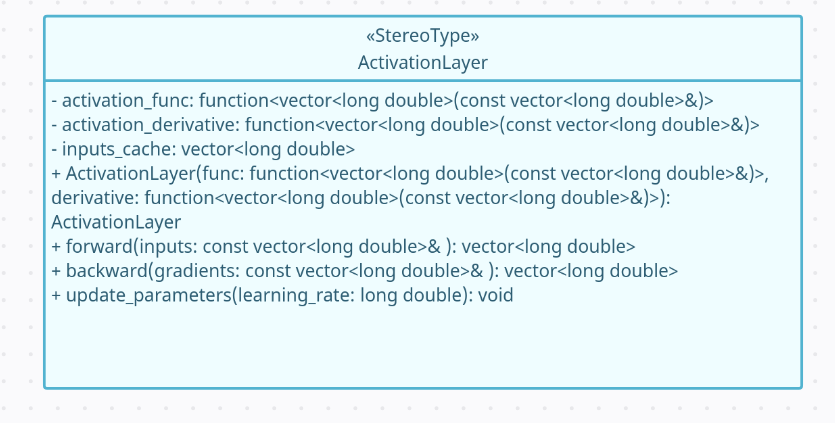 «StereoType»
ActivationLayer
- activation_func: function<vector<long double>(const vector<long double>&)>
- activation_derivative: function<vector<long double>(const vector<long double>&)>
- inputs_cache: vector<long double>
+ ActivationLayer(func: function<vector<long double>(const vector<long double>&)>,
derivative: function<vector<long double>(const vector<long double>&)>):
ActivationLayer
+ forward(inputs: const vector<long double>& ): vector<long double>
+ backward(gradients: const vector<long double>& ): vector<long double>
+ update_parameters(learning_rate: long double): void